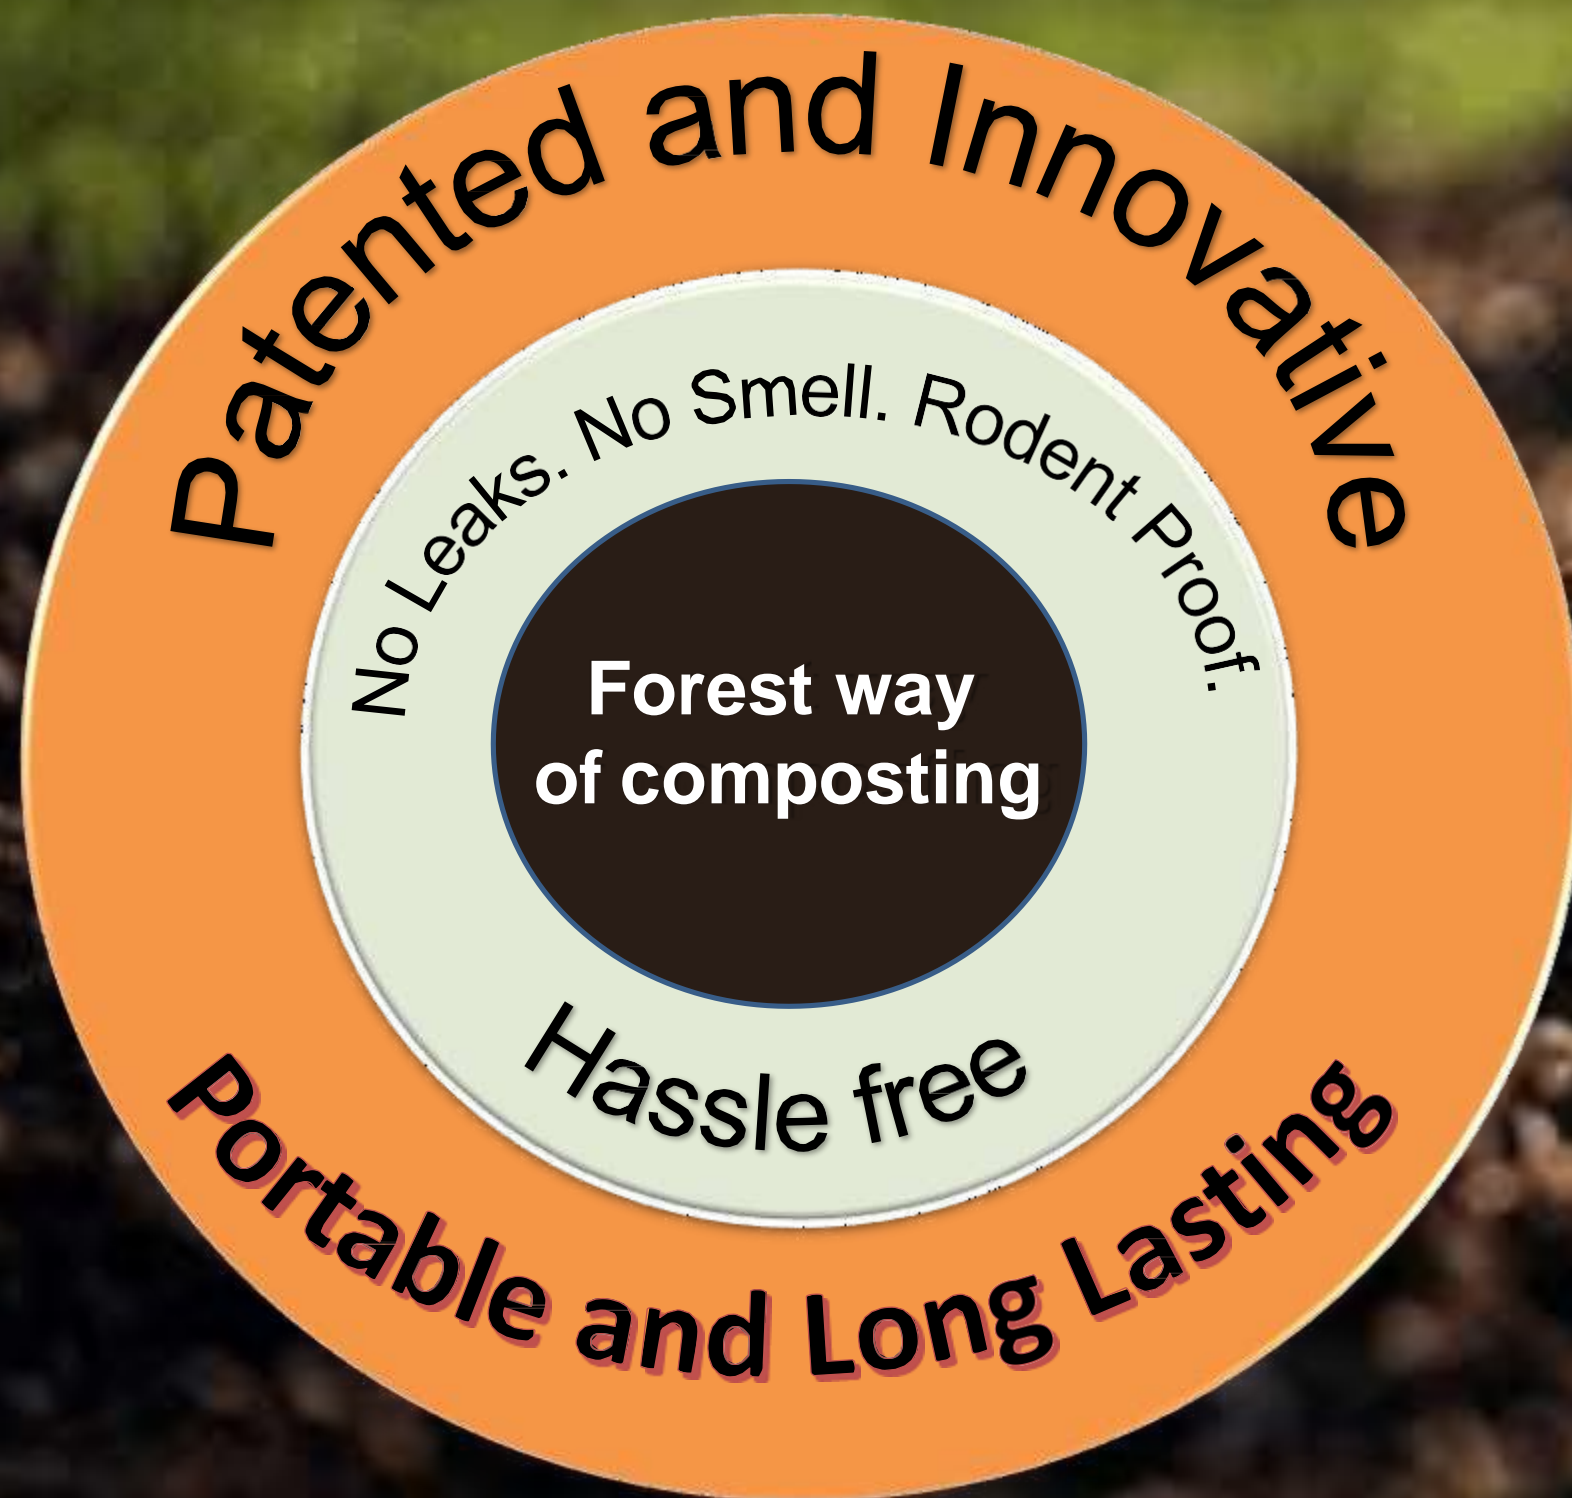 Patented and Innovative
No Leaks. No Smell. Rodent Proof.
Forest way
of composting
Hassle free
Portable and Long Lasting